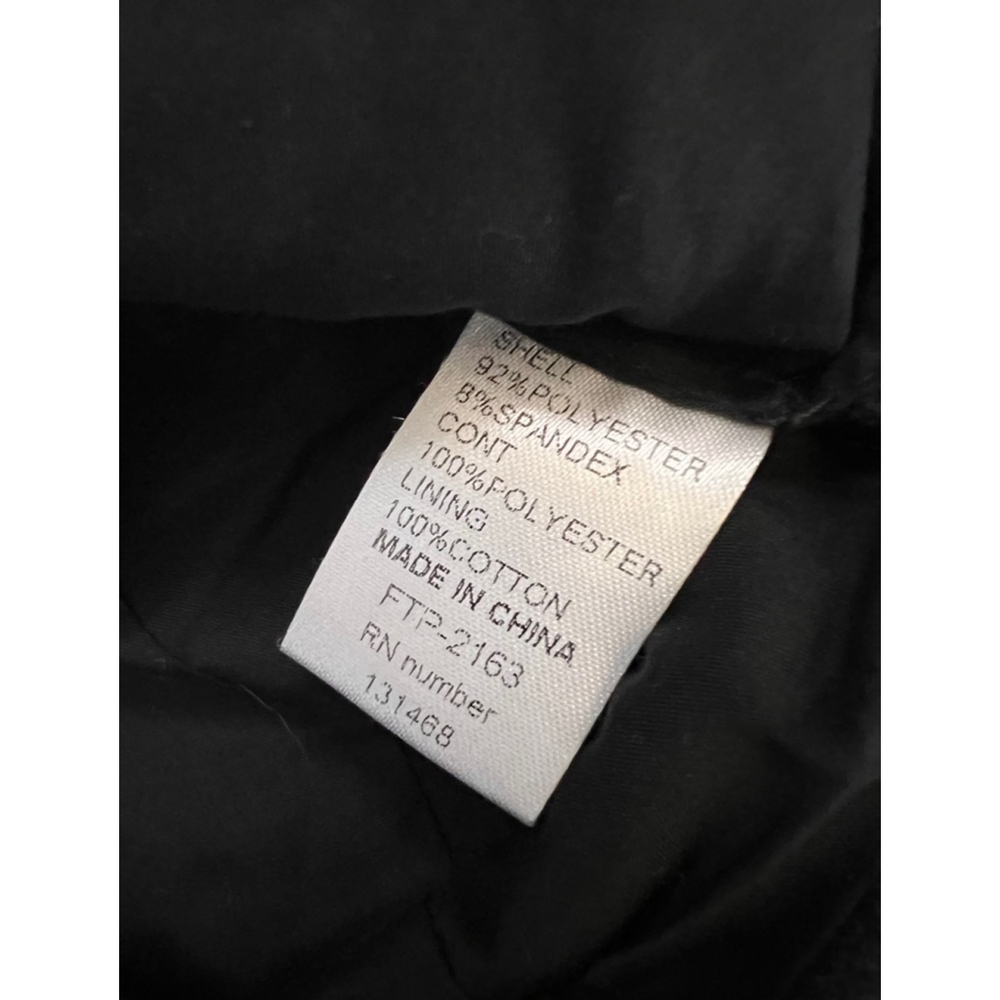 SHELL
92%POLYESTER
8%SPANDEX
CONT
100%POLYESTER
LINING
100%COTTON
MADE IN CHINA
FTP-2163
RN number
131468